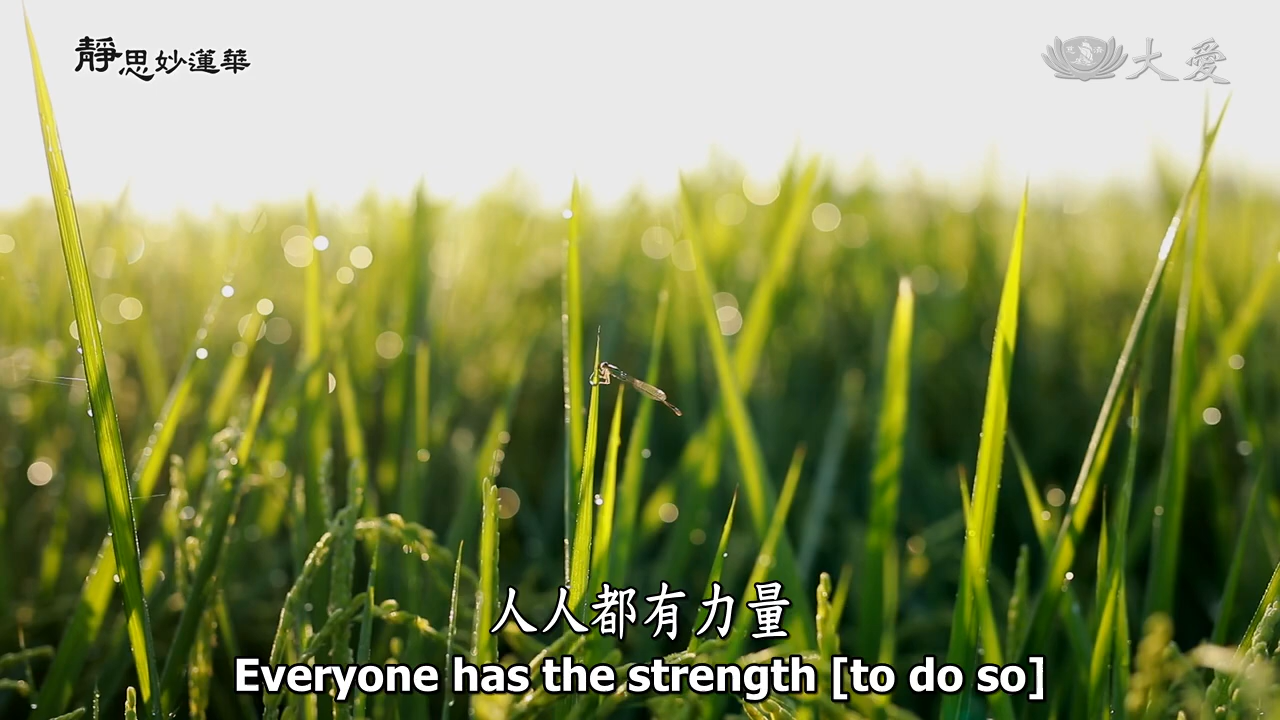 靜思妙蓮華
大愛
人人都有力量
Everyone has the strength [to do so]